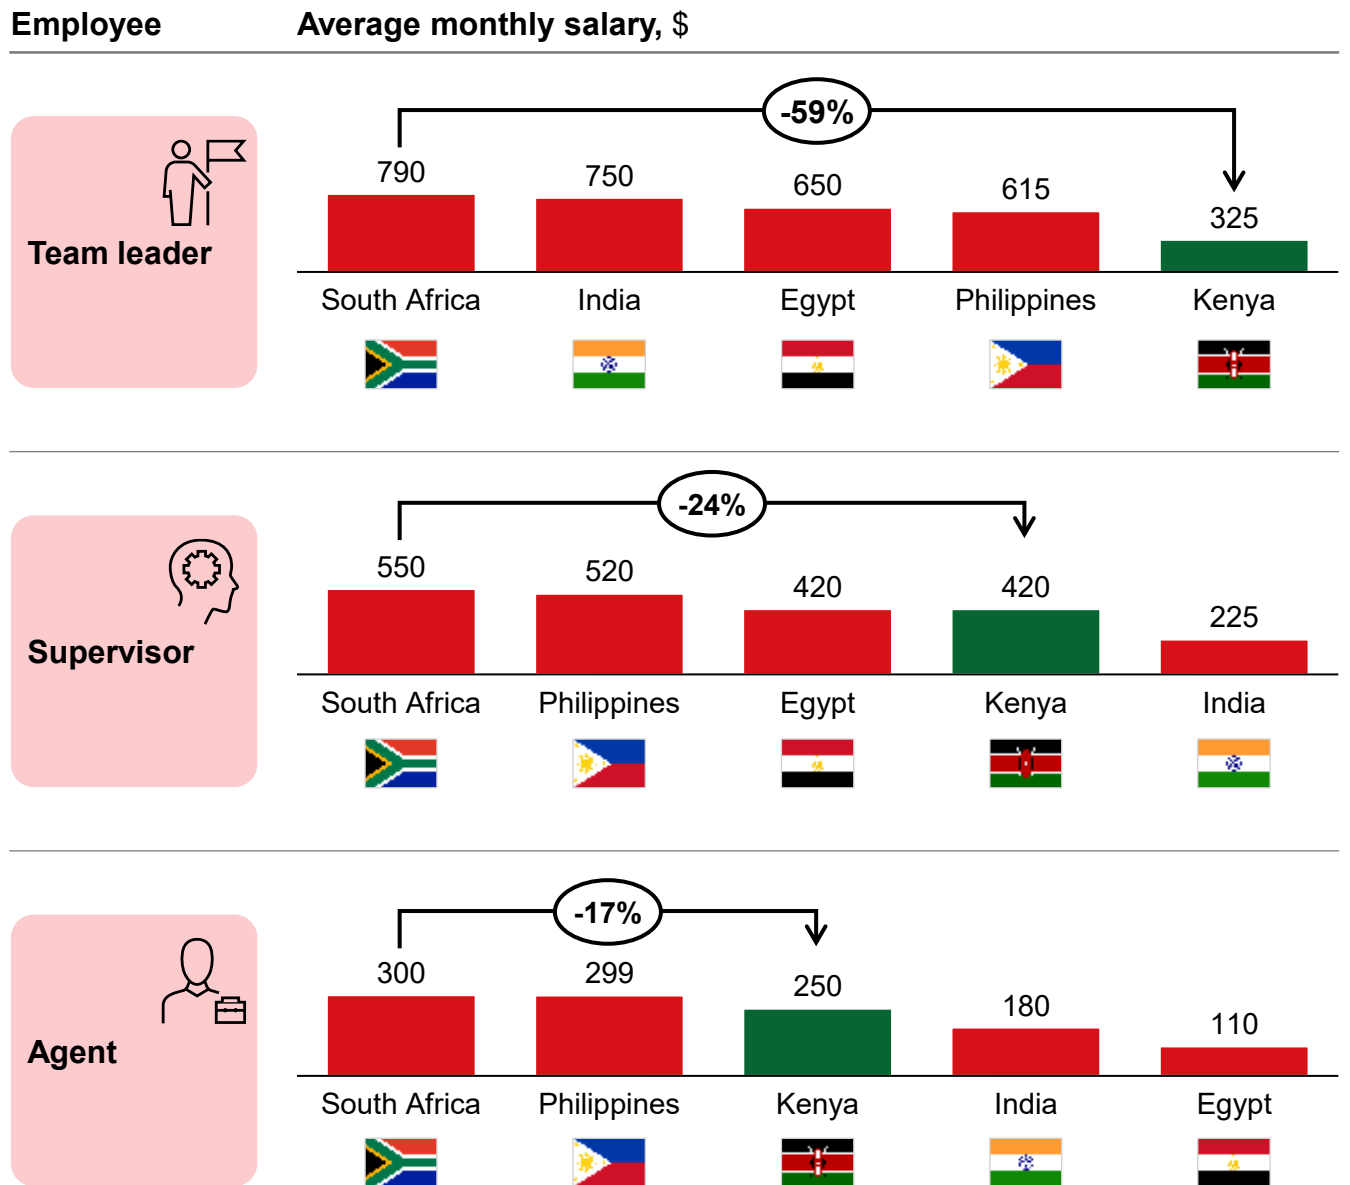 Employee
Average monthly salary, $
-59%
790
750
650
615
325
Team leader
South Africa
India
Egypt
Philippines
Kenya
-24%
550
520
420
420
225
Supervisor
South Africa
Philippines
Egypt
Kenya
India
-17%
300
299
250
180
110
Agent
South Africa
Philippines
Kenya
India
Egypt